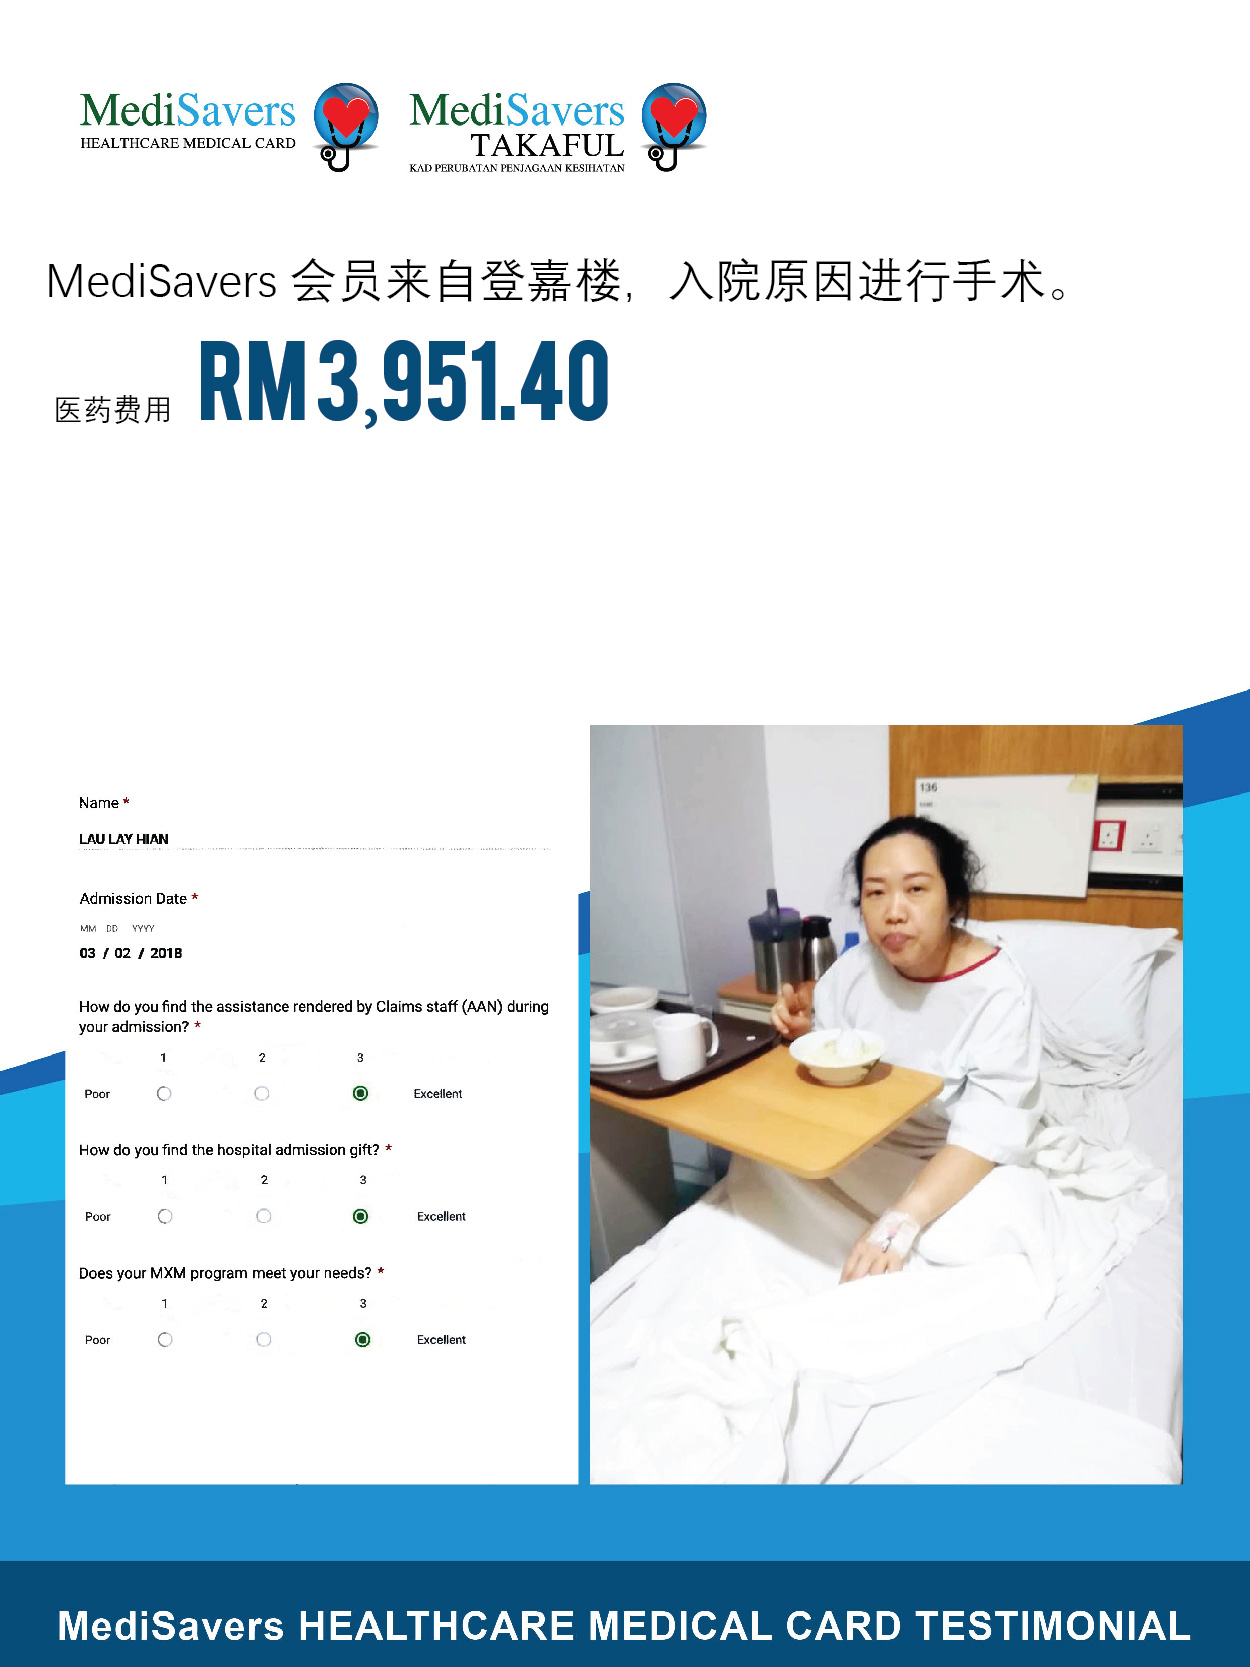 MediSavers
HEALTHCARE MEDICAL CARD
MediSavers
TAKAFUL
KAD PERUBATAN PENJAGAAN KESIHATAN
MediSavers 会员来自登嘉楼，入院原因进行手术。
医药费用 RM3,951.40
Name *
LAU LAY HIAN
Admission Date *
MM DD YYYY
03 / 02 / 2018
How do you find the assistance rendered by Claims staff (AAN) during
your admission? *
1 2 3
Poor Excellent
How do you find the hospital admission gift? *
1 2 3
Poor Excellent
Does your MXM program meet your needs? *
1 2 3
Poor Excellent
136
MediSavers HEALTHCARE MEDICAL CARD TESTIMONIAL